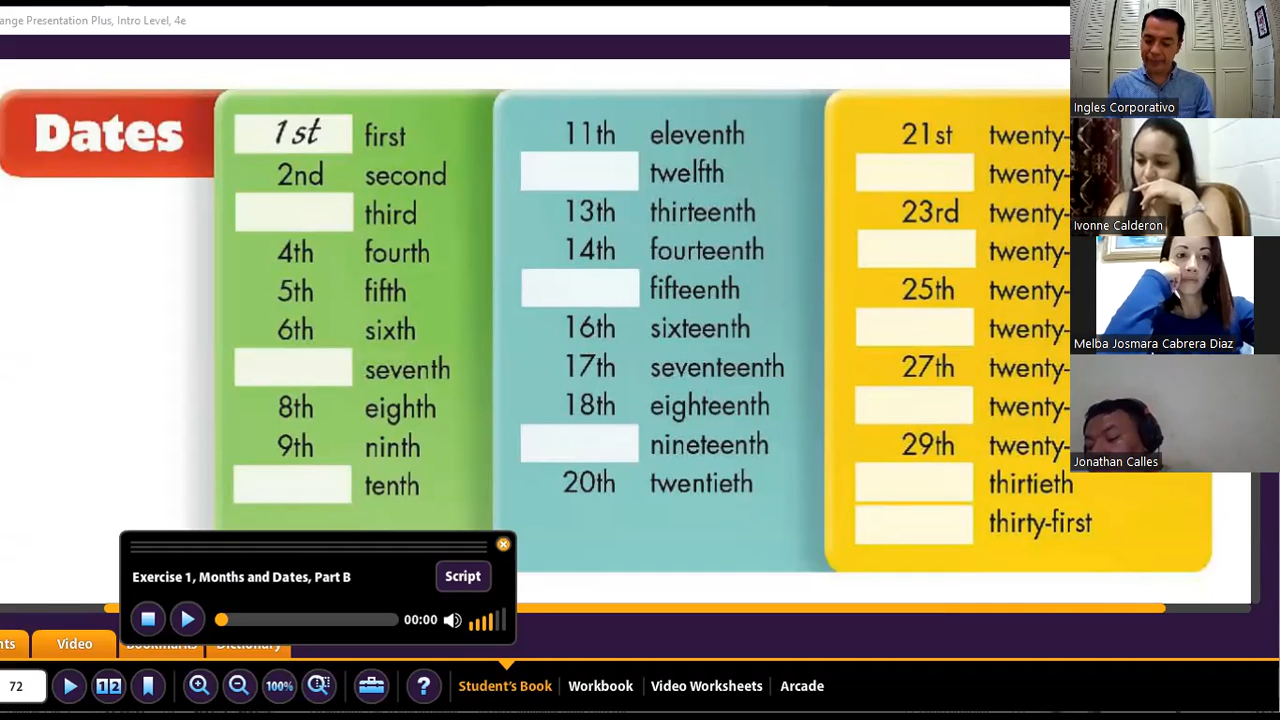 ange Presentation Plus, Intro Level, 4e
Dates
1st first
2nd second
third
4th fourth
5th fifth
6th sixth
seventh
8th eighth
9th ninth
tenth
11th eleventh
twelfth
13th thirteenth
14th fourteenth
fifteenth
16th sixteenth
17th seventeenth
18th eighteenth
nineteenth
20th twentieth
21st twenty-
twenty-
23rd twenty-
twenty-
25th twenty-
twenty-
27th twenty-
twenty-
29th twenty-
thirtieth
thirty-first
Ingles Corporativo
Ivonne Calderon
Melba Josmara Cabrera Diaz
Jonathan Calles
Exercise 1, Months and Dates, Part B
Script
00:00
nts Video Bookmarks Dictionary
72 12 100% ? Student's Book Workbook Video Worksheets Arcade